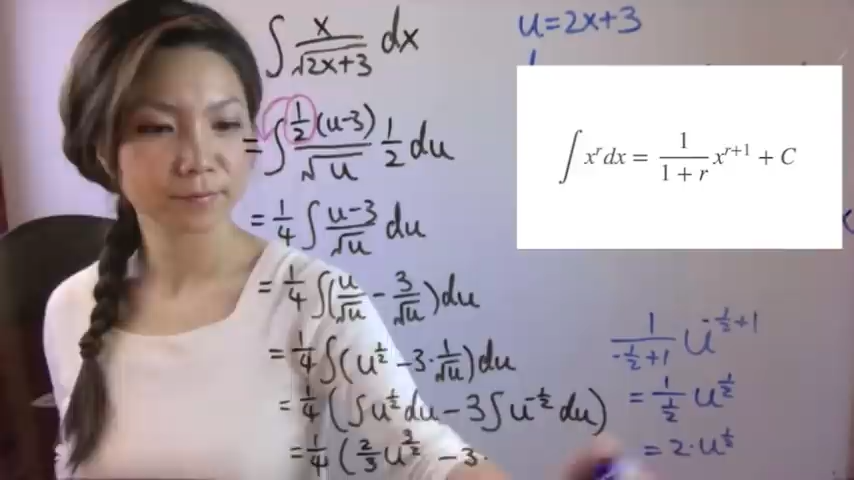 ∫ x/√(2x+3) dx
= ∫ ½(u-3)/√u ½ du
= ¼ ∫ (u-3)/√u du
= ¼ ∫(u/√u - 3/√u) du
= ¼ ∫(u^½ - 3·1/√u) du
= ¼ (∫u^½ du - 3∫u^-½ du)
= ¼ (⅔ u^(3/2) - 3·
u=2x+3
∫ x^r dx = 1/(1+r) x^(r+1) + C
1/(-½+1) u^(-½+1)
= 1/½ u^½
= 2·u^½